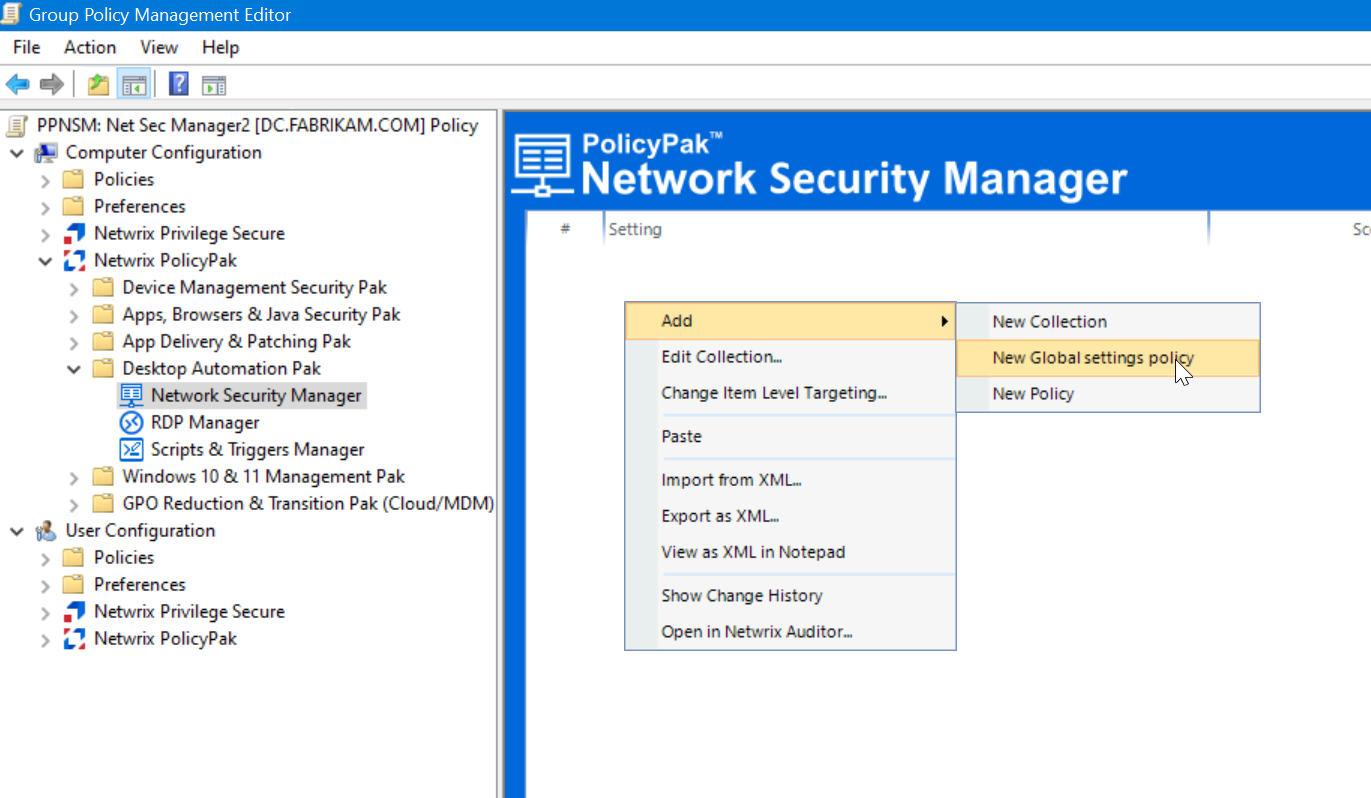 Group Policy Management Editor
File Action View Help
PPNSM: Net Sec Manager2 [DC.FABRIKAM.COM] Policy
Computer Configuration
Policies
Preferences
Netwrix Privilege Secure
Netwrix PolicyPak
Device Management Security Pak
Apps, Browsers & Java Security Pak
App Delivery & Patching Pak
Desktop Automation Pak
Network Security Manager
RDP Manager
Scripts & Triggers Manager
Windows 10 & 11 Management Pak
GPO Reduction & Transition Pak (Cloud/MDM)
User Configuration
Policies
Preferences
Netwrix Privilege Secure
Netwrix PolicyPak
PolicyPak™
Network Security Manager
# Setting
Add
Edit Collection...
Change Item Level Targeting...
Paste
Import from XML...
Export as XML...
View as XML in Notepad
Show Change History
Open in Netwrix Auditor...
New Collection
New Global settings policy
New Policy